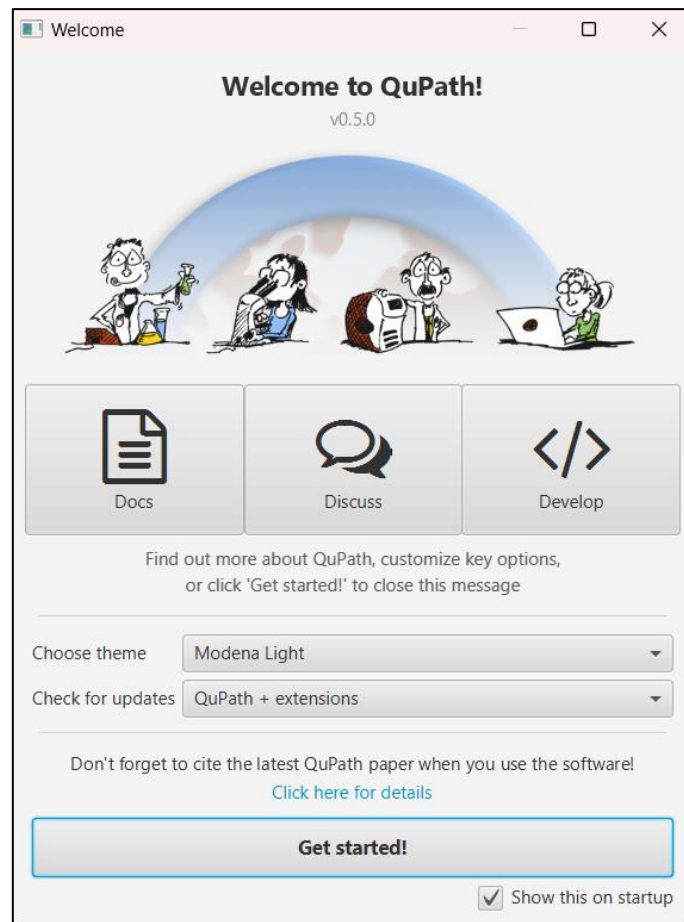 Welcome
Welcome to QuPath!
v0.5.0
Docs
Discuss
Develop
Find out more about QuPath, customize key options,
or click 'Get started!' to close this message
Choose theme
Modena Light
Check for updates
QuPath + extensions
Don't forget to cite the latest QuPath paper when you use the software!
Click here for details
Get started!
Show this on startup